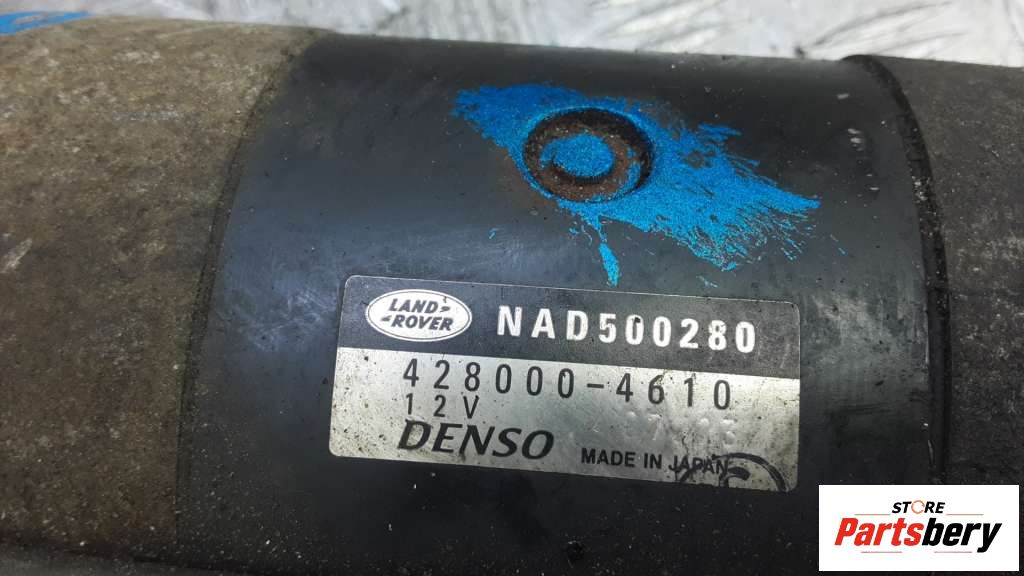 LAND-
-ROVER
NAD500280
428000-4610
12V
DENSO
MADE IN JAPAN
STORE
Partsbery